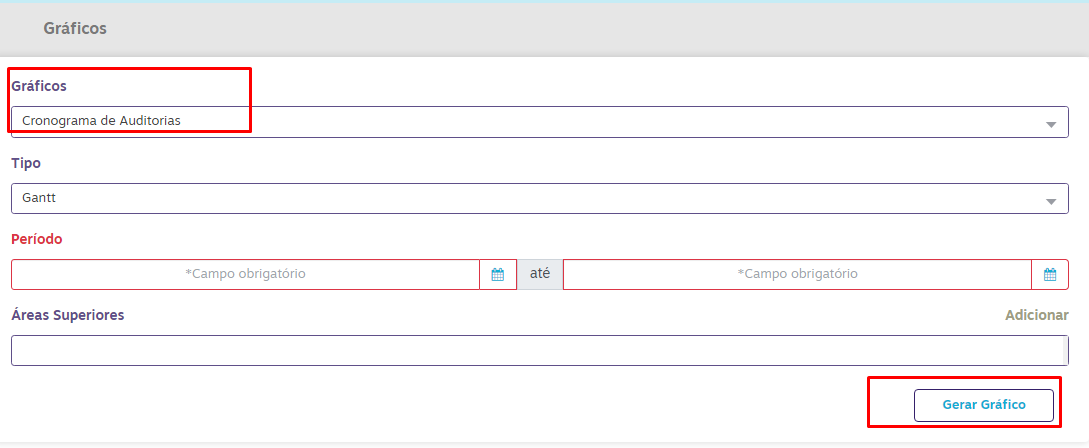 Gráficos
Gráficos
Cronograma de Auditorias
Tipo
Gantt
Período
*Campo obrigatório até *Campo obrigatório
Áreas Superiores Adicionar
Gerar Gráfico